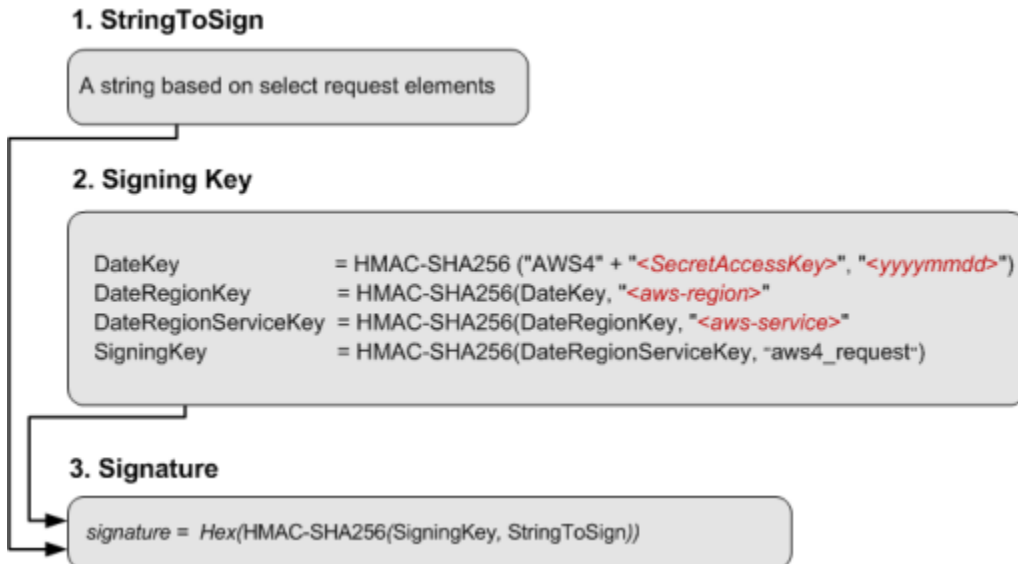 1. StringToSign
A string based on select request elements
2. Signing Key
DateKey = HMAC-SHA256 ("AWS4" + "<SecretAccessKey>", "<yyyymmdd>")
DateRegionKey = HMAC-SHA256(DateKey, "<aws-region>"
DateRegionServiceKey = HMAC-SHA256(DateRegionKey, "<aws-service>"
SigningKey = HMAC-SHA256(DateRegionServiceKey, "aws4_request")
3. Signature
signature = Hex(HMAC-SHA256(SigningKey, StringToSign))